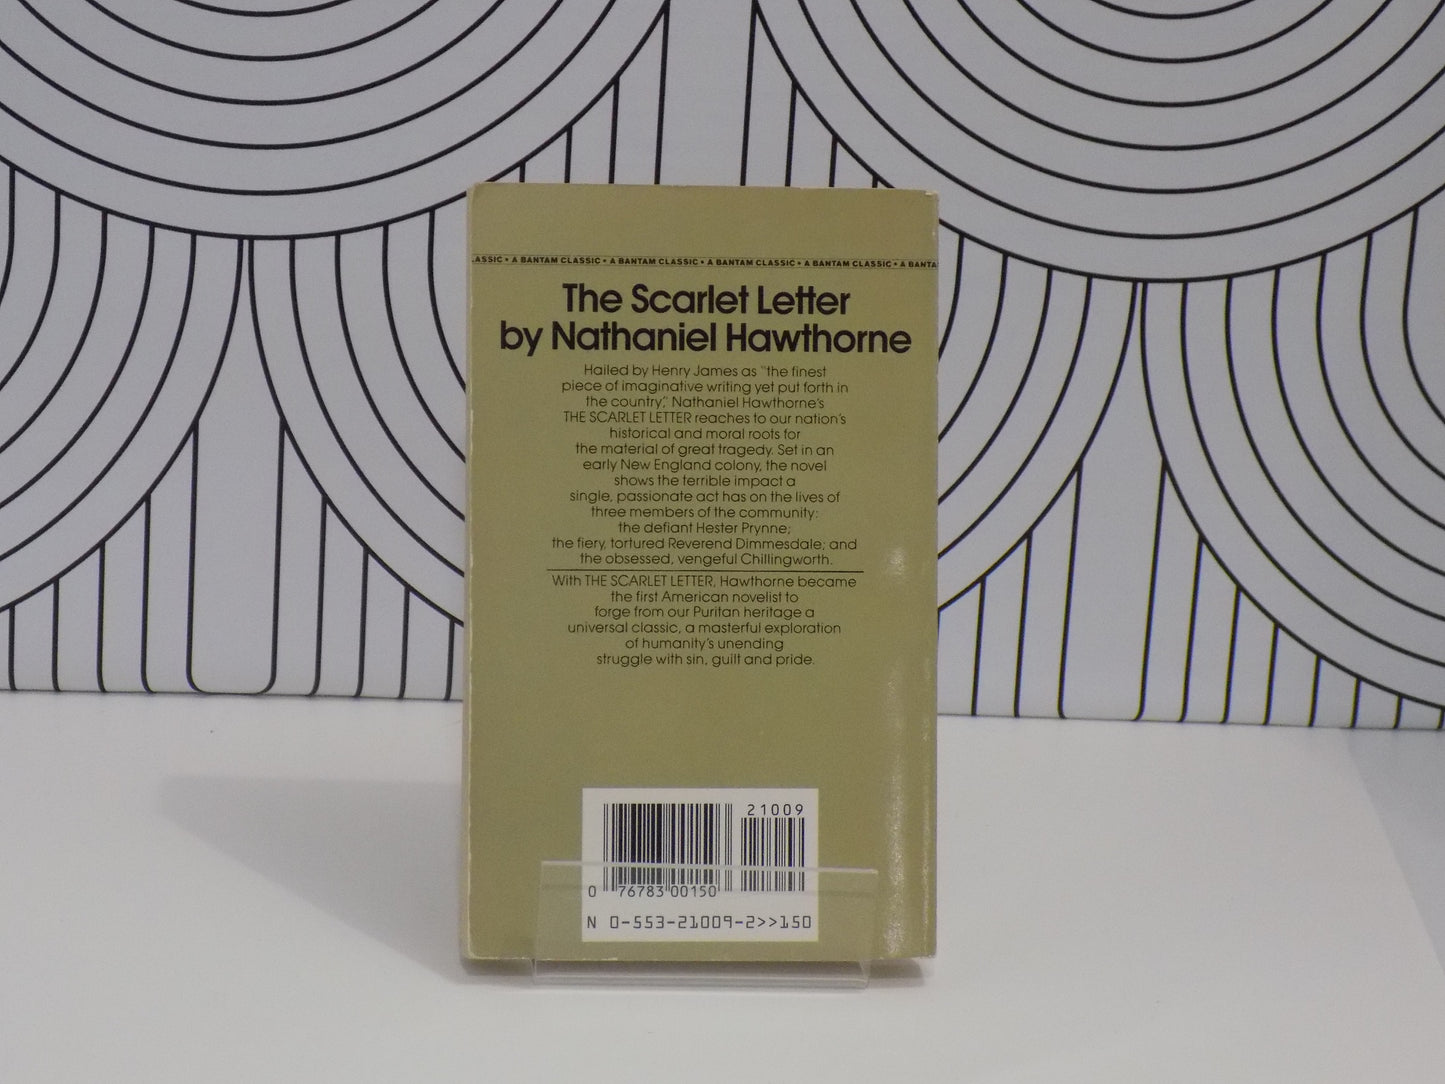 .ASSIC • A BANTAM CLASSIC • A BANTAM CLASSIC • A BANTAM CLASSIC • A BANTAM CLASSIC • A BANTA
The Scarlet Letter
by Nathaniel Hawthorne
Hailed by Henry James as "the finest
piece of imaginative writing yet put forth in
the country," Nathaniel Hawthorne's
THE SCARLET LETTER reaches to our nation's
historical and moral roots for
the material of great tragedy. Set in an
early New England colony, the novel
shows the terrible impact a
single, passionate act has on the lives of
three members of the community:
the defiant Hester Prynne;
the fiery, tortured Reverend Dimmesdale; and
the obsessed, vengeful Chillingworth.
With THE SCARLET LETTER, Hawthorne became
the first American novelist to
forge from our Puritan heritage a
universal classic, a masterful exploration
of humanity's unending
struggle with sin, guilt and pride.
21009
0 76783 00150
N 0-553-21009-2>>150